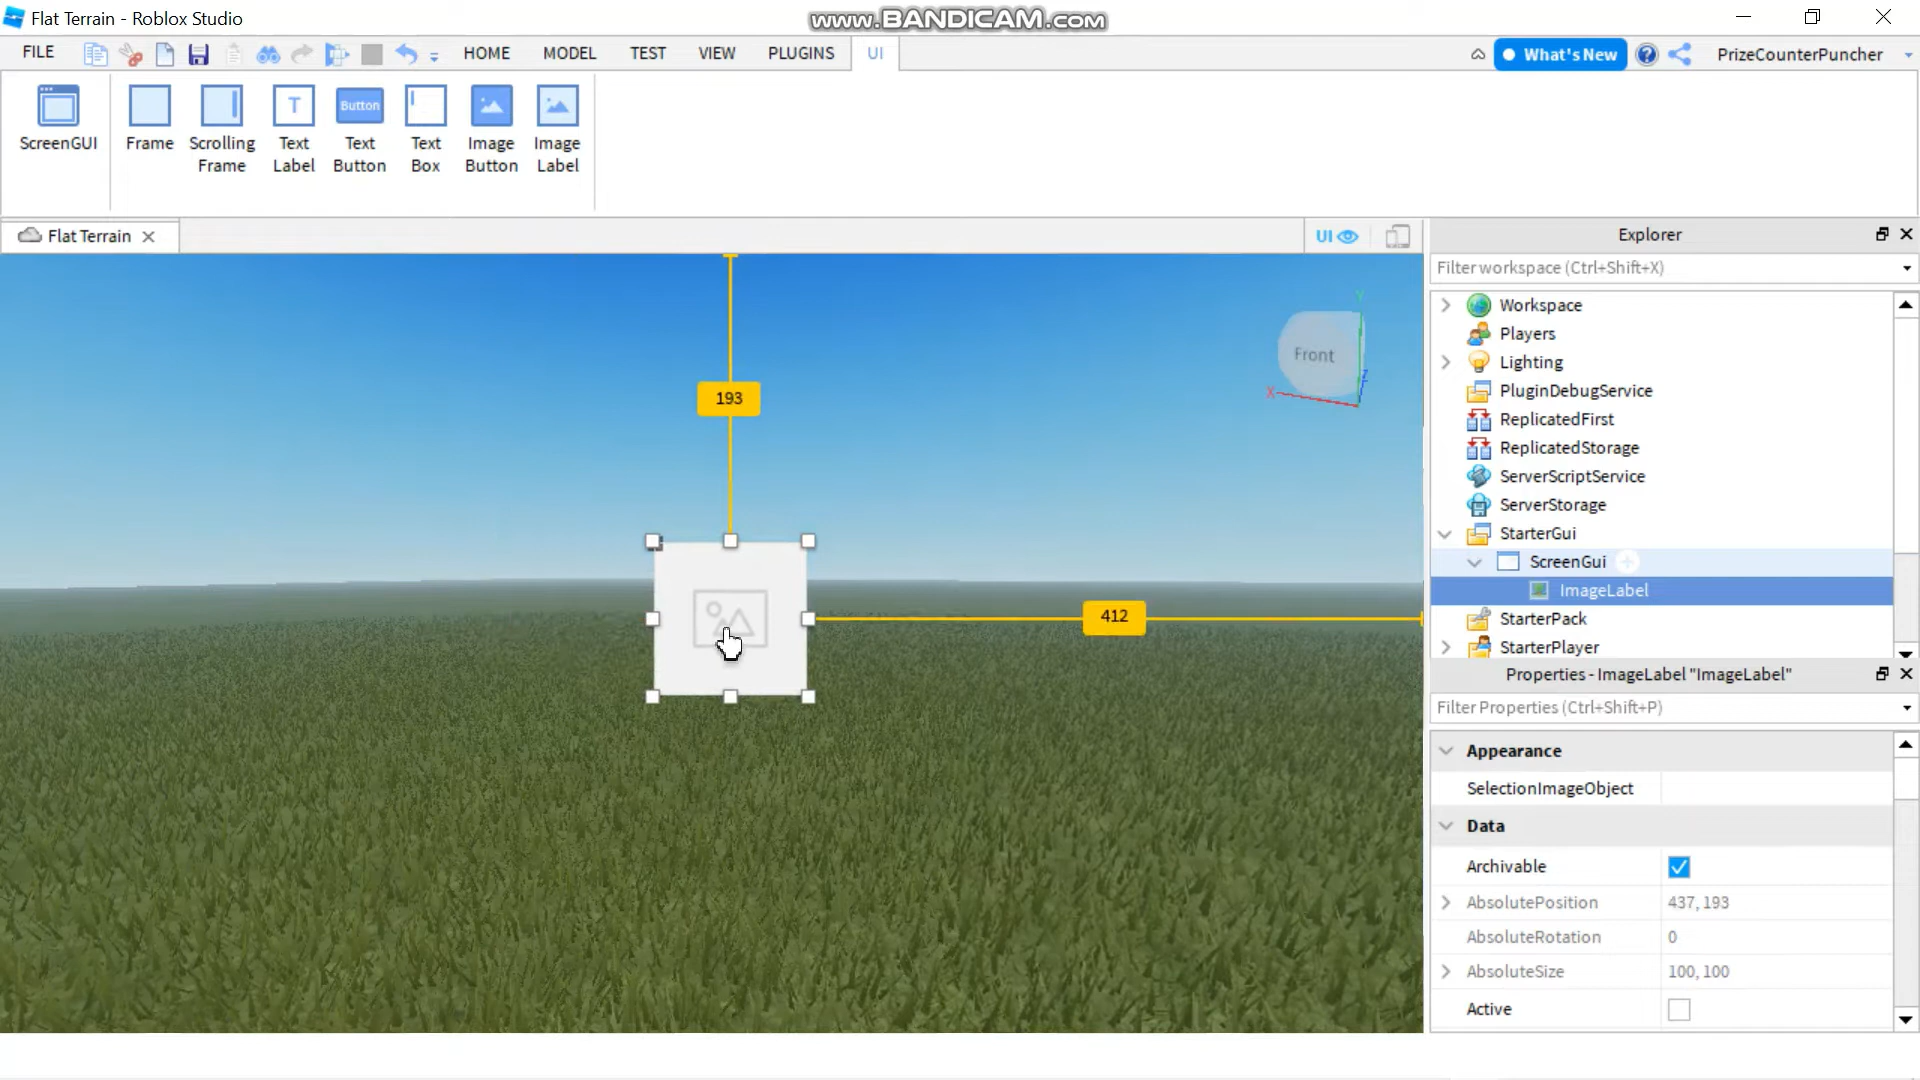 Flat Terrain - Roblox Studio
www.BANDICAM.com
FILE
HOME
MODEL
TEST
VIEW
PLUGINS
UI
What's New
PrizeCounterPuncher
ScreenGUI
Frame
Scrolling
Frame
T
Text
Label
Button
Text
Button
Text
Box
Image
Button
Image
Label
Flat Terrain
UI
Explorer
Filter workspace (Ctrl+Shift+X)
Workspace
Players
Lighting
PluginDebugService
ReplicatedFirst
ReplicatedStorage
ServerScriptService
ServerStorage
StarterGui
ScreenGui
ImageLabel
StarterPack
StarterPlayer
193
412
Y
Front
X
Z
Properties - ImageLabel "ImageLabel"
Filter Properties (Ctrl+Shift+P)
Appearance
SelectionImageObject
Data
Archivable
AbsolutePosition 437, 193
AbsoluteRotation 0
AbsoluteSize 100, 100
Active